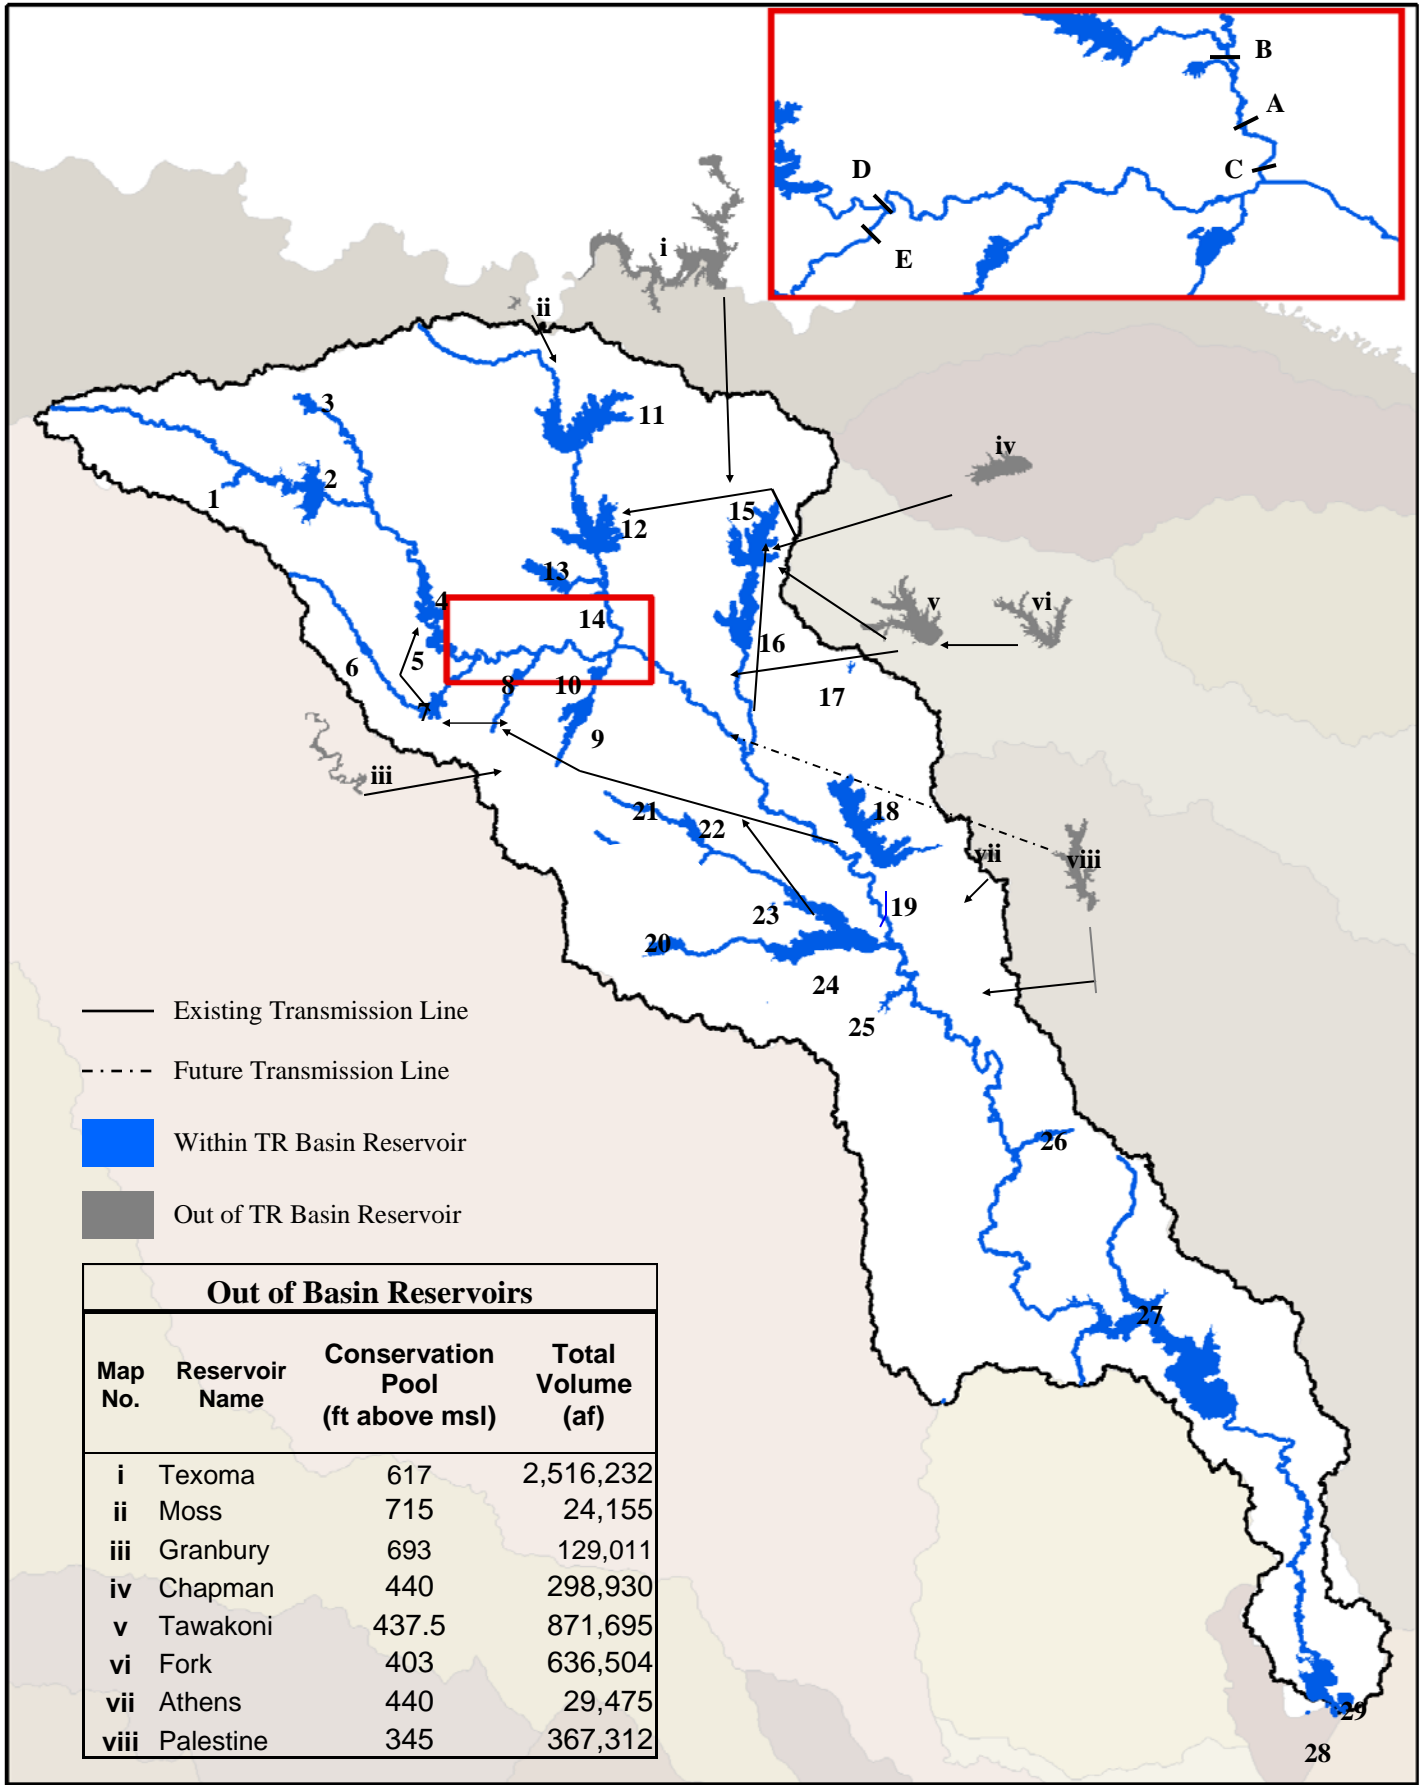 B
A
D
C
E
i
ii
3
11
iv
2
1
15
12
13
4
v
vi
14
16
5
6
8
10
17
7
9
iii
21
22
18
vii
viii
23
19
20
24
25
Existing Transmission Line
Future Transmission Line
26
Within TR Basin Reservoir
Out of TR Basin Reservoir
27
Out of Basin Reservoirs
Map No. Reservoir Name Conservation Pool (ft above msl) Total Volume (af)
i Texoma 617 2,516,232
ii Moss 715 24,155
iii Granbury 693 129,011
iv Chapman 440 298,930
v Tawakoni 437.5 871,695
vi Fork 403 636,504
vii Athens 440 29,475
viii Palestine 345 367,312
29
28